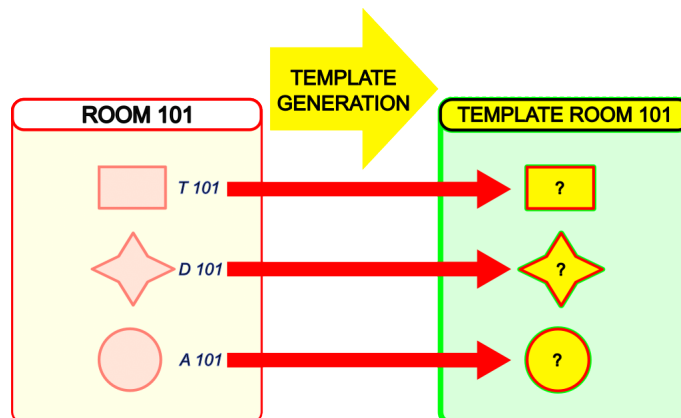 TEMPLATE
GENERATION
ROOM 101
TEMPLATE ROOM 101
T 101
?
D 101
?
A 101
?